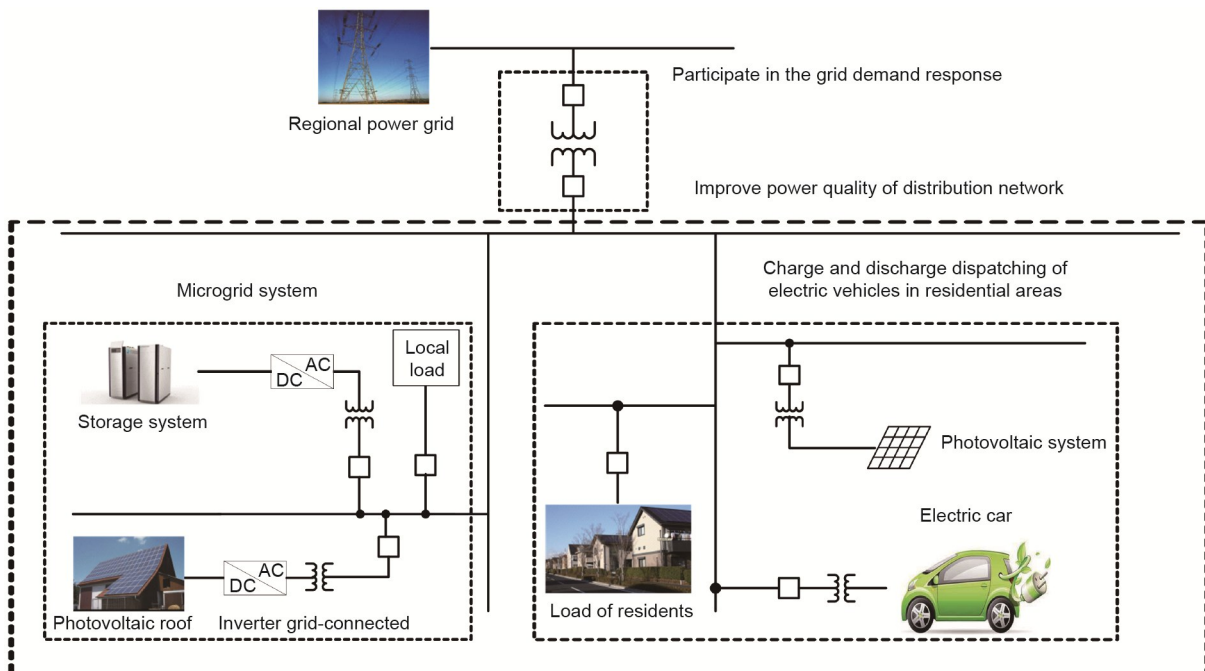 Participate in the grid demand response
Regional power grid
Improve power quality of distribution network
Charge and discharge dispatching of
electric vehicles in residential areas
Microgrid system
Local
load
AC
DC
Storage system
Photovoltaic system
Electric car
AC
DC
Photovoltaic roof
Inverter grid-connected
Load of residents